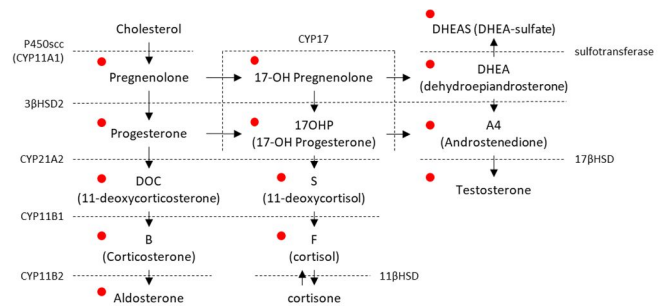 Cholesterol
DHEAS (DHEA-sulfate)
P450scc
(CYP11A1)
CYP17
sulfotransferase
Pregnenolone
17-OH Pregnenolone
DHEA
(dehydroepiandrosterone)
3βHSD2
Progesterone
17OHP
(17-OH Progesterone)
A4
(Androstenedione)
CYP21A2
17βHSD
DOC
(11-deoxycorticosterone)
S
(11-deoxycortisol)
Testosterone
CYP11B1
B
(Corticosterone)
F
(cortisol)
CYP11B2
11βHSD
Aldosterone
cortisone